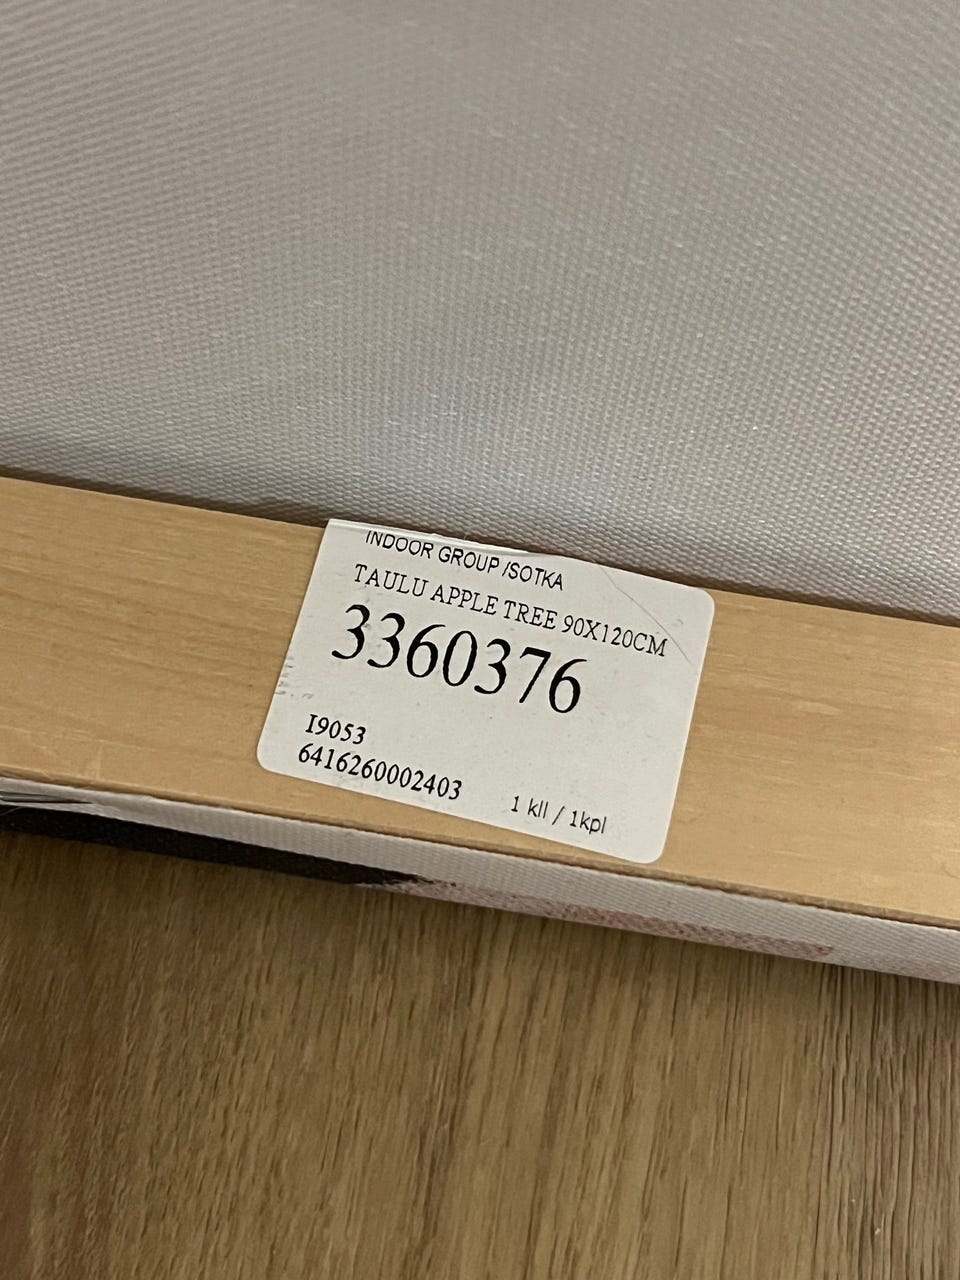 INDOOR GROUP /SOTKA
TAULU APPLE TREE 90X120CM
3360376
I9053
6416260002403
1 kll / 1kpl